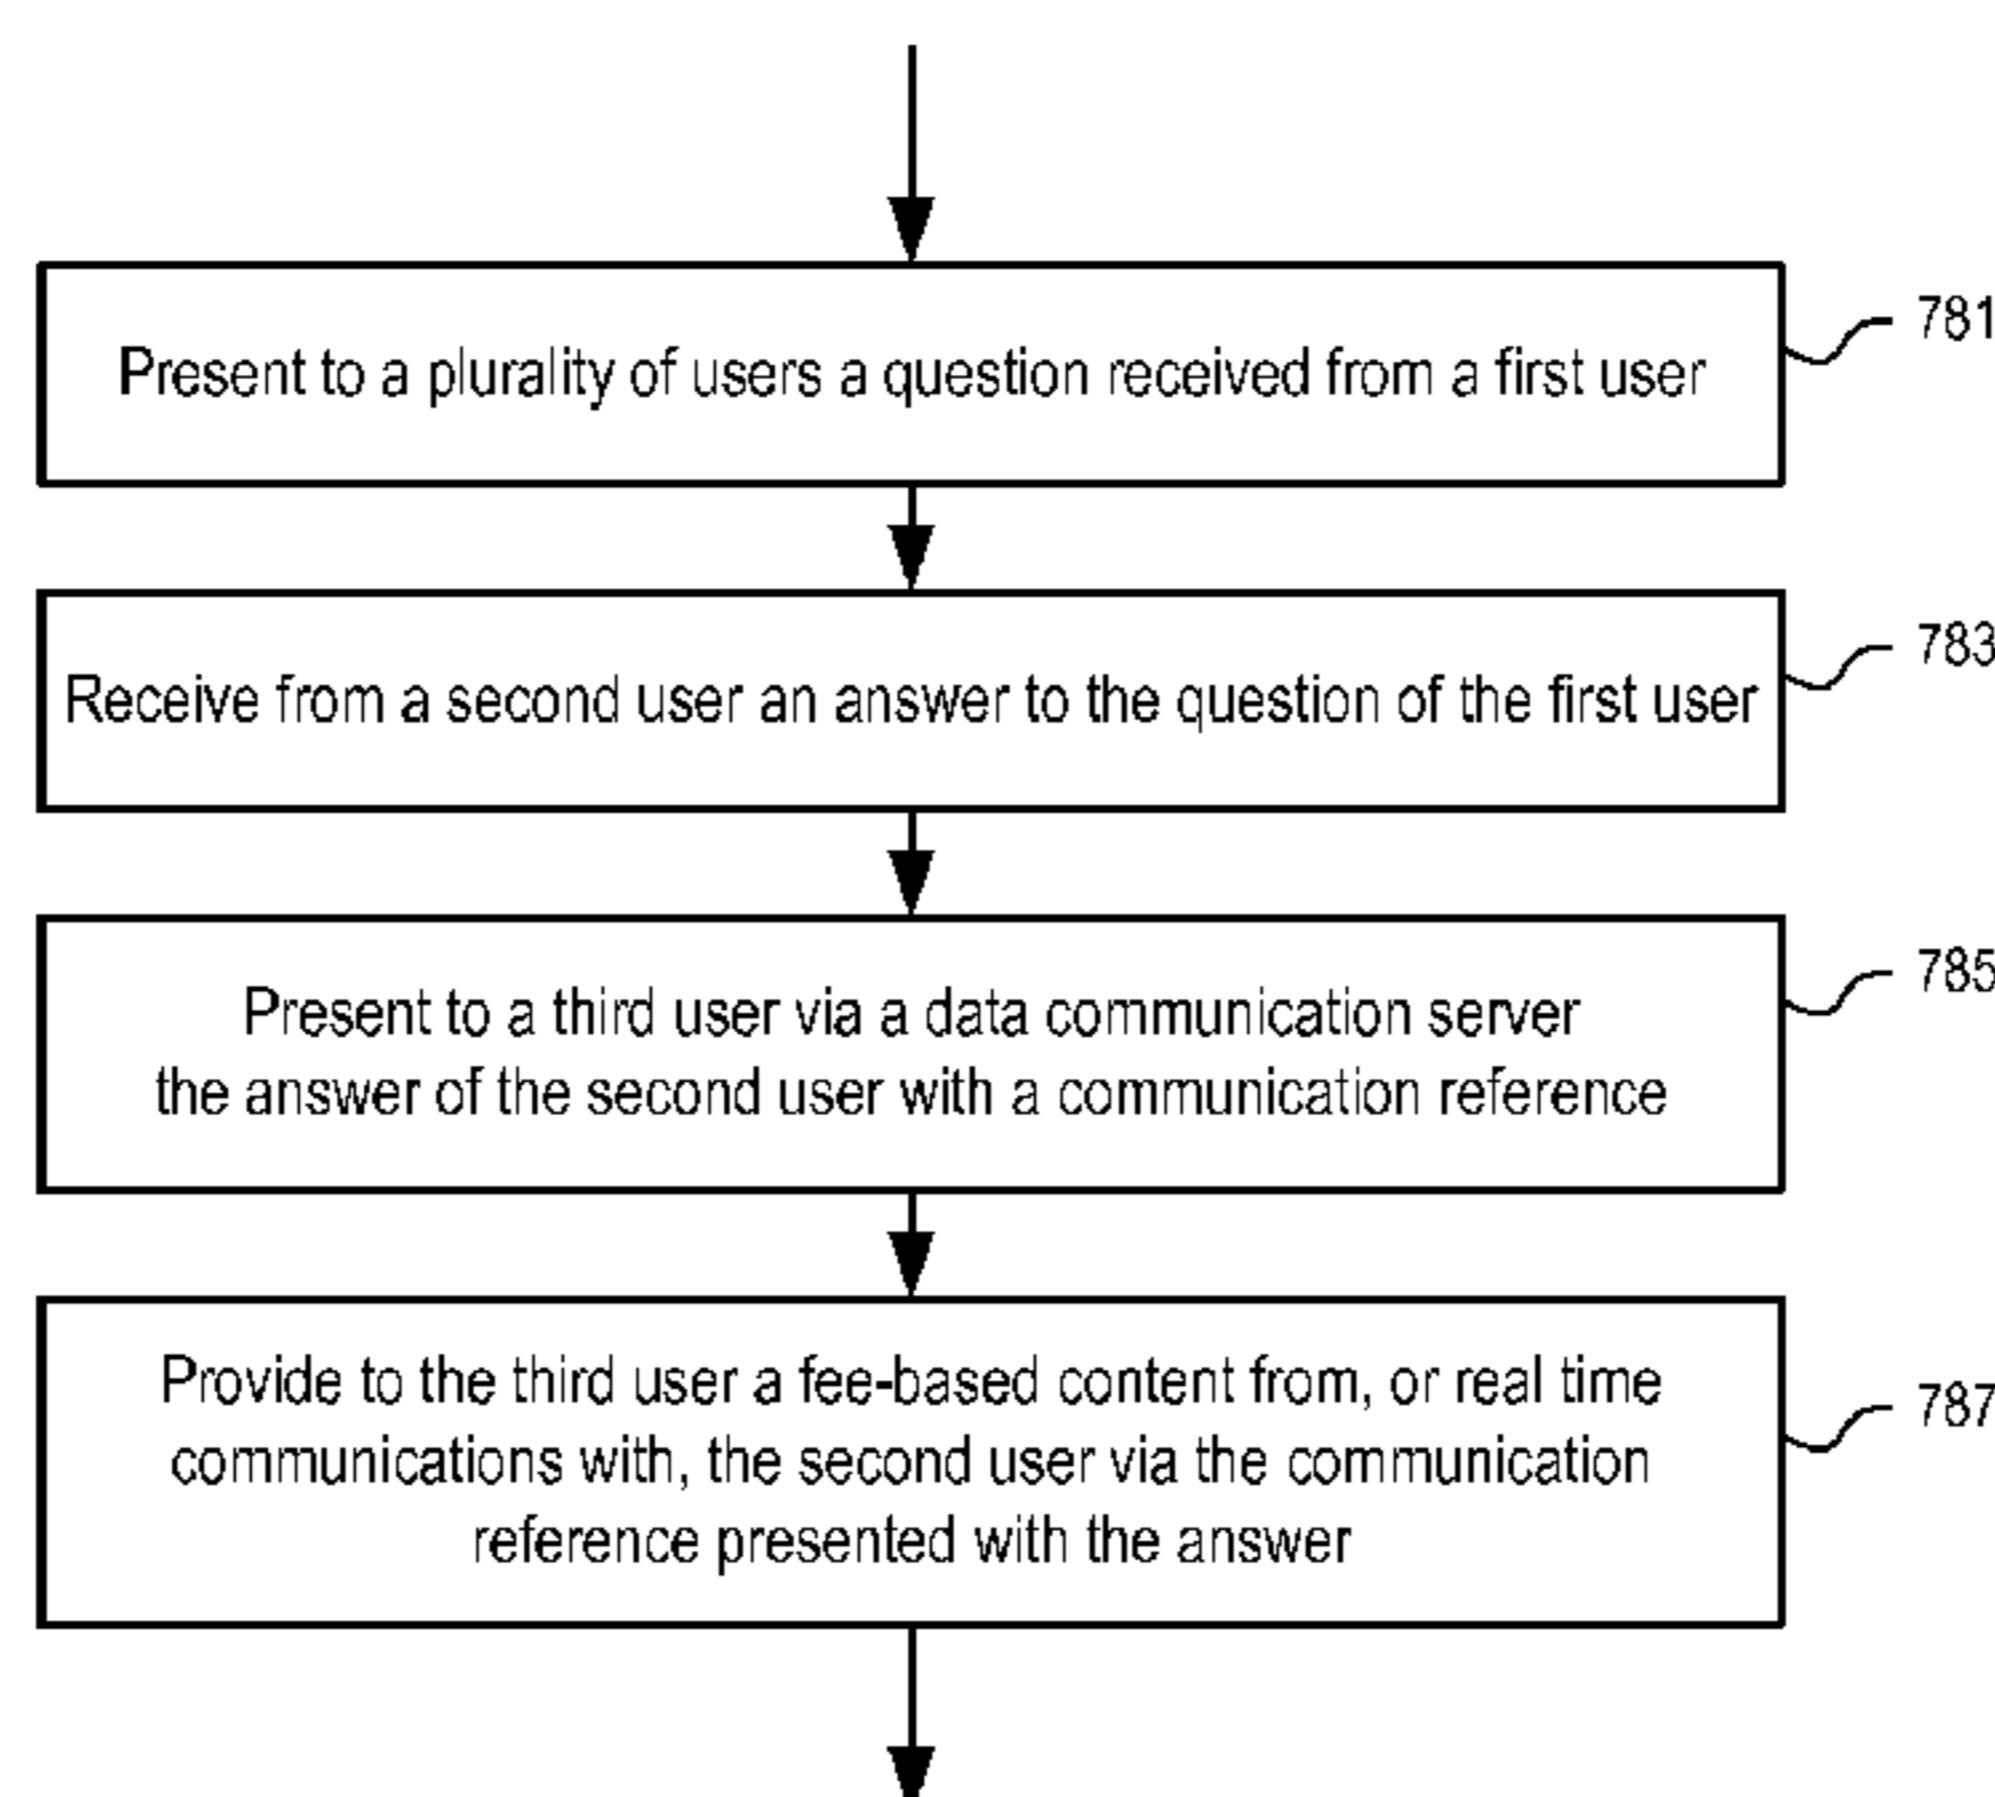 Present to a plurality of users a question received from a first user
781
Receive from a second user an answer to the question of the first user
783
Present to a third user via a data communication server
the answer of the second user with a communication reference
785
Provide to the third user a fee-based content from, or real time
communications with, the second user via the communication
reference presented with the answer
787